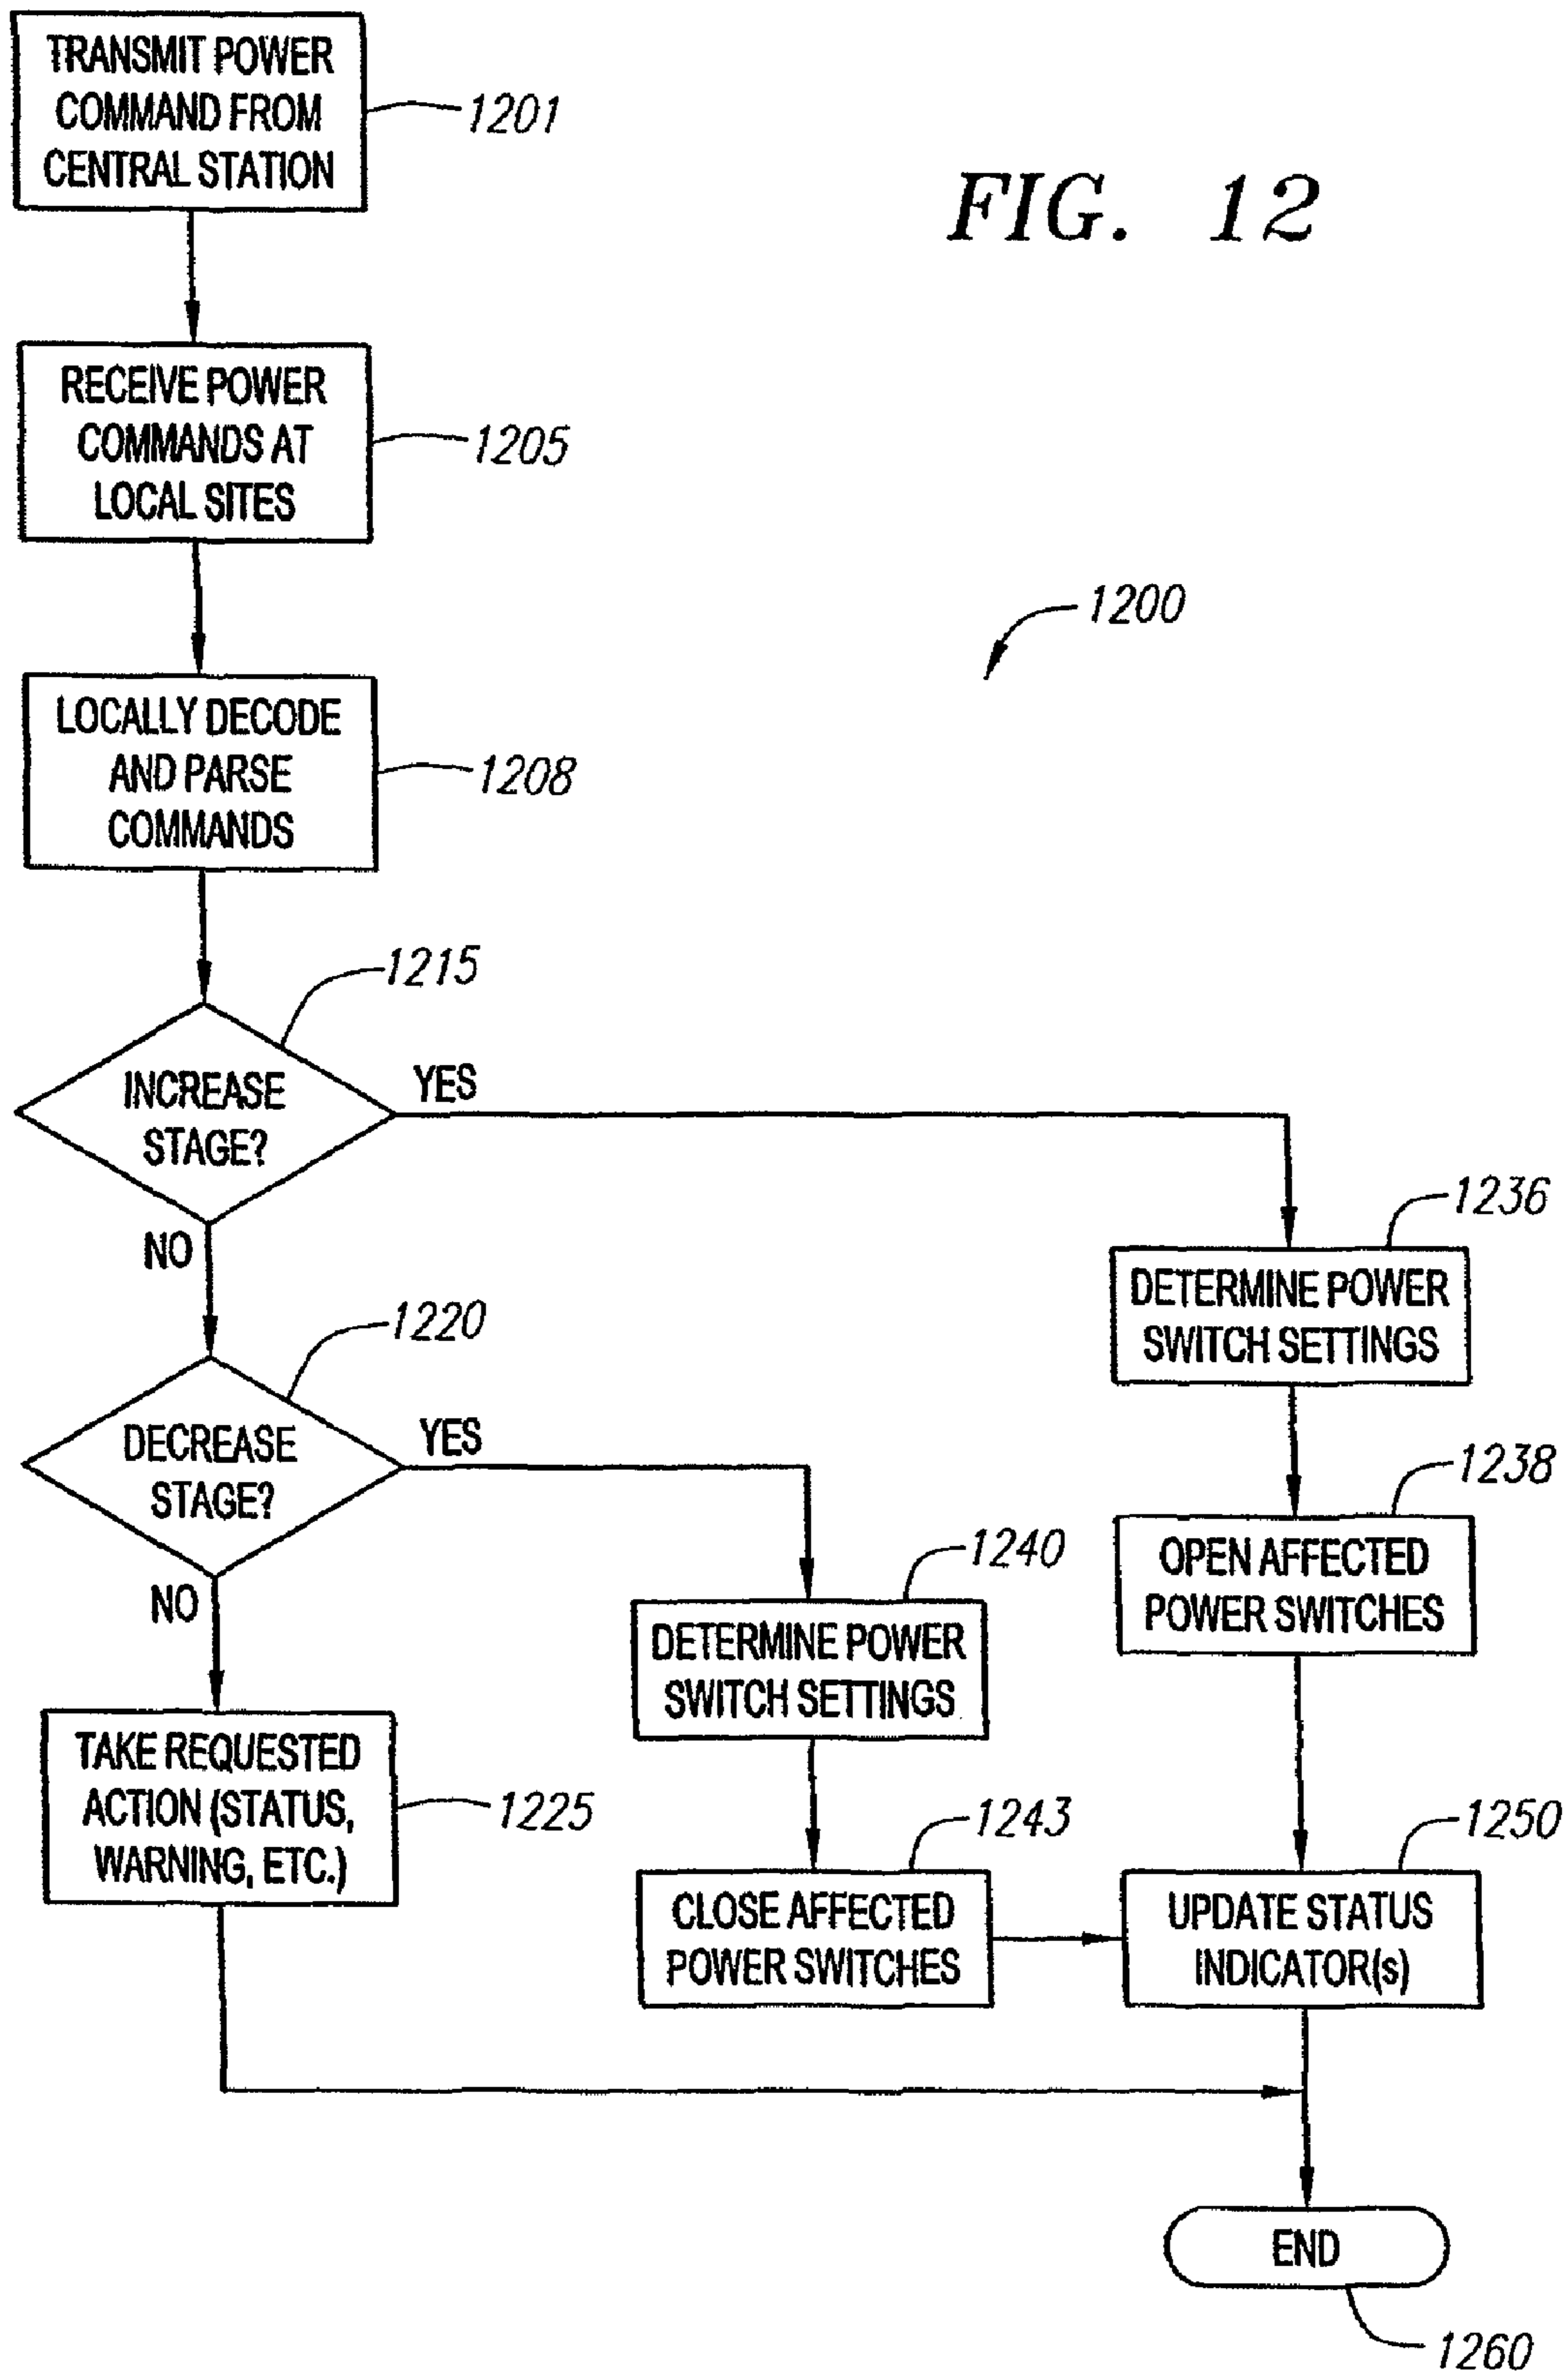 TRANSMIT POWER
COMMAND FROM
CENTRAL STATION
1201
FIG. 12
RECEIVE POWER
COMMANDS AT
LOCAL SITES
1205
1200
LOCALLY DECODE
AND PARSE
COMMANDS
1208
1215
INCREASE
STAGE?
YES
NO
1236
DETERMINE POWER
SWITCH SETTINGS
1220
DECREASE
STAGE?
YES
NO
1238
OPEN AFFECTED
POWER SWITCHES
1240
DETERMINE POWER
SWITCH SETTINGS
TAKE REQUESTED
ACTION (STATUS,
WARNING, ETC.)
1225
1243
CLOSE AFFECTED
POWER SWITCHES
1250
UPDATE STATUS
INDICATOR(s)
END
1260